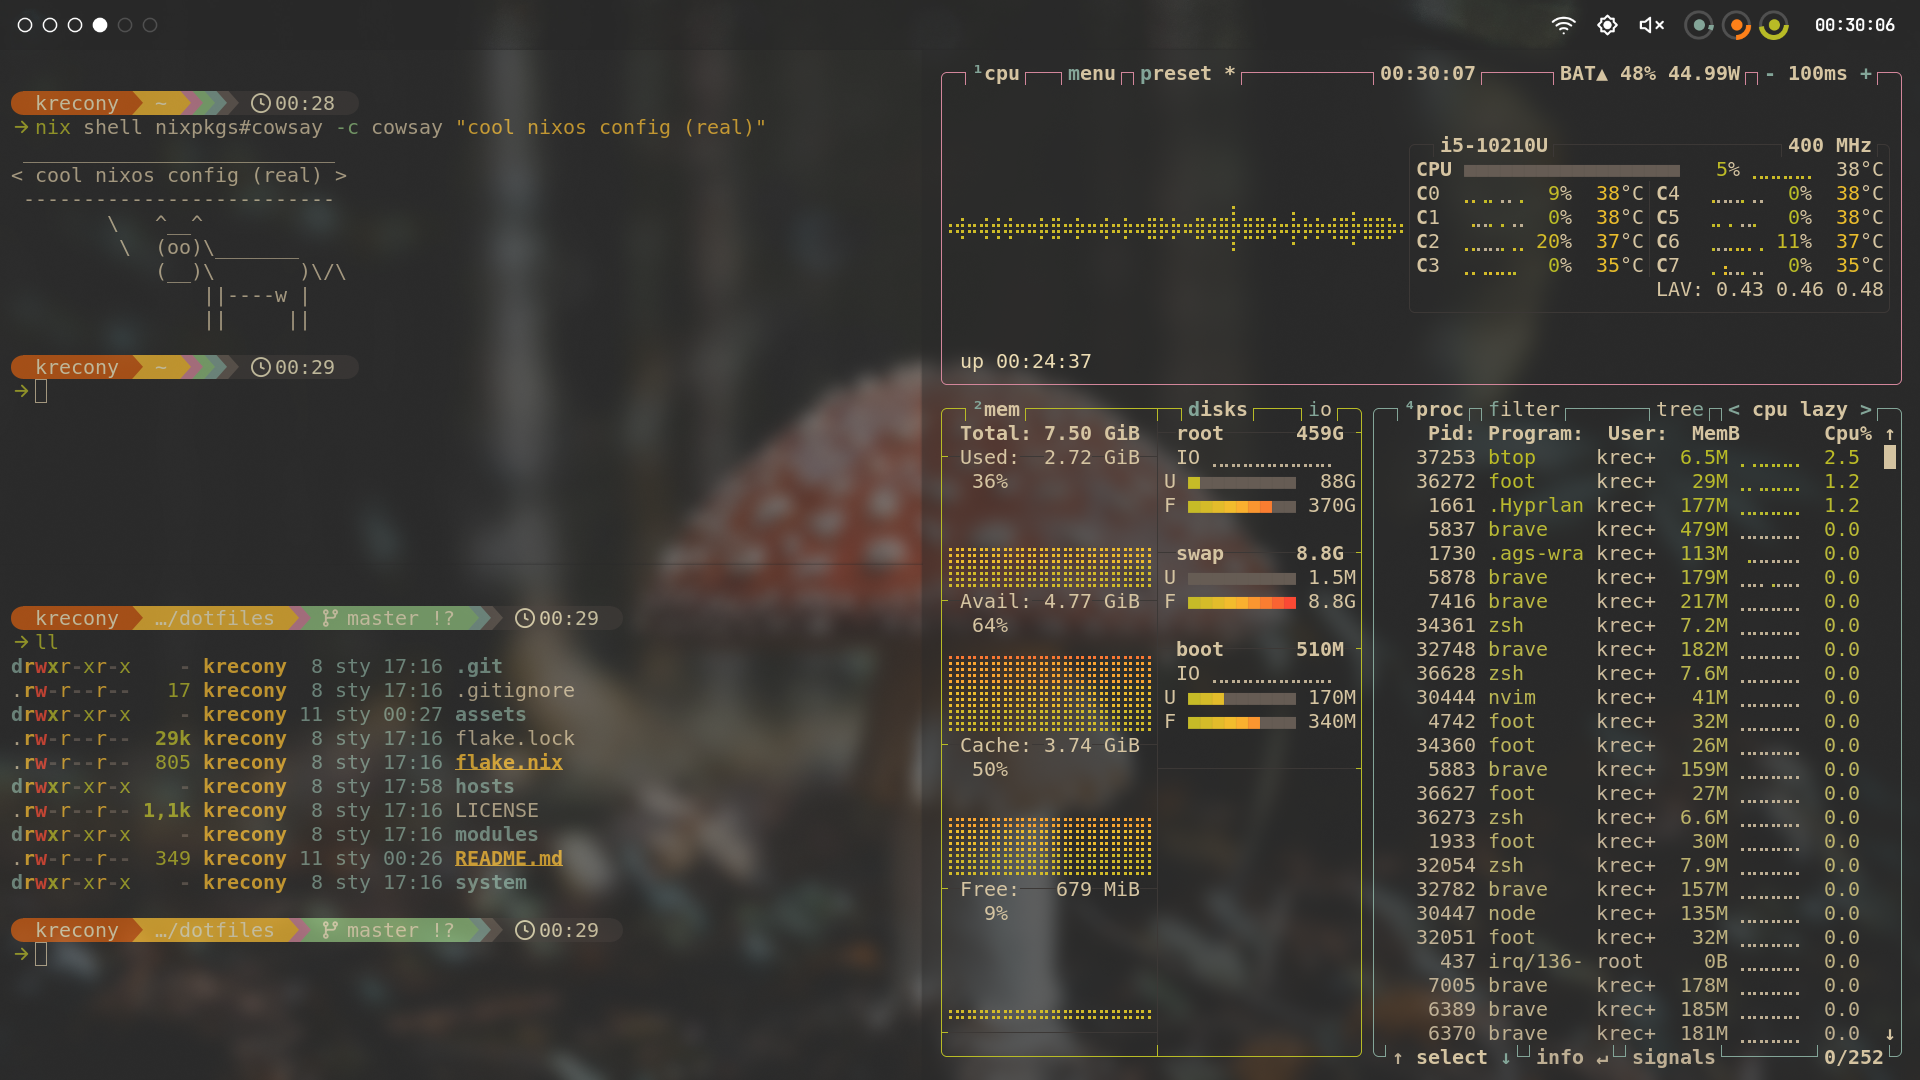 00:30:06
krecony ~ 00:28
nix shell nixpkgs#cowsay -c cowsay "cool nixos config (real)"
_________________________
< cool nixos config (real) >
--------------------------
\   ^__^
\  (oo)\_______
(__)\       )\/\
||----w |
||     ||
krecony ~ 00:29
krecony …/dotfiles master !? 00:29
ll
drwxr-xr-x - krecony 8 sty 17:16 .git
.rw-r--r-- 17 krecony 8 sty 17:16 .gitignore
drwxr-xr-x - krecony 11 sty 00:27 assets
.rw-r--r-- 29k krecony 8 sty 17:16 flake.lock
.rw-r--r-- 805 krecony 8 sty 17:16 flake.nix
drwxr-xr-x - krecony 8 sty 17:58 hosts
.rw-r--r-- 1,1k krecony 8 sty 17:16 LICENSE
drwxr-xr-x - krecony 8 sty 17:16 modules
.rw-r--r-- 349 krecony 11 sty 00:26 README.md
drwxr-xr-x - krecony 8 sty 17:16 system
krecony …/dotfiles master !? 00:29
¹cpu menu preset * 00:30:07 BAT▲ 48% 44.99W - 100ms +
i5-10210U 400 MHz
CPU 5% 38°C
C0 9% 38°C C4 0% 38°C
C1 0% 38°C C5 0% 38°C
C2 20% 37°C C6 11% 37°C
C3 0% 35°C C7 0% 35°C
LAV: 0.43 0.46 0.48
up 00:24:37
²mem disks io
Total: 7.50 GiB
Used: 2.72 GiB
36%
Avail: 4.77 GiB
64%
Cache: 3.74 GiB
50%
Free: 679 MiB
9%
root 459G
IO
U 88G
F 370G
swap 8.8G
U 1.5M
F 8.8G
boot 510M
IO
U 170M
F 340M
⁴proc filter tree < cpu lazy >
Pid: Program: User: MemB Cpu% ↑
37253 btop krec+ 6.5M 2.5
36272 foot krec+ 29M 1.2
1661 .Hyprlan krec+ 177M 1.2
5837 brave krec+ 479M 0.0
1730 .ags-wra krec+ 113M 0.0
5878 brave krec+ 179M 0.0
7416 brave krec+ 217M 0.0
34361 zsh krec+ 7.2M 0.0
32748 brave krec+ 182M 0.0
36628 zsh krec+ 7.6M 0.0
30444 nvim krec+ 41M 0.0
4742 foot krec+ 32M 0.0
34360 foot krec+ 26M 0.0
5883 brave krec+ 159M 0.0
36627 foot krec+ 27M 0.0
36273 zsh krec+ 6.6M 0.0
1933 foot krec+ 30M 0.0
32054 zsh krec+ 7.9M 0.0
32782 brave krec+ 157M 0.0
30447 node krec+ 135M 0.0
32051 foot krec+ 32M 0.0
437 irq/136- root 0B 0.0
7005 brave krec+ 178M 0.0
6389 brave krec+ 185M 0.0
6370 brave krec+ 181M 0.0 ↓
↑ select ↓ info ↵ signals 0/252